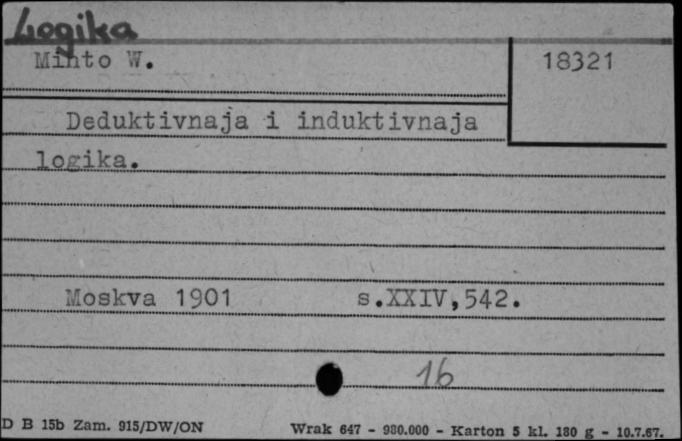 Logika
Minto W.
18321
Deduktivnaja i induktivnaja
logika.
Moskva 1901 s.XXIV,542.
16
D B 15b Zam. 915/DW/ON Wrak 647 - 980.000 - Karton 5 kl. 180 g - 10.7.67.